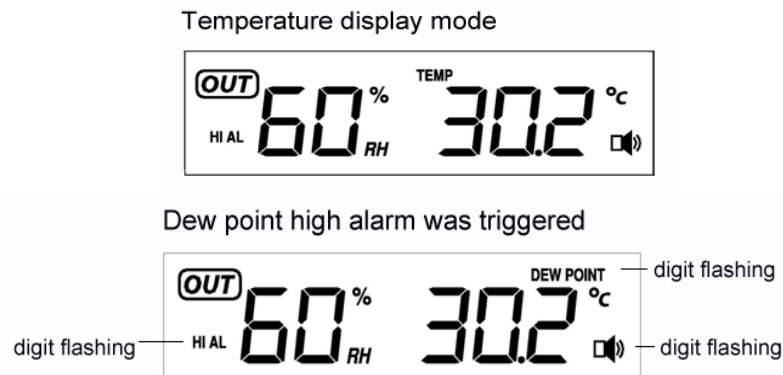 Temperature display mode
OUT 60 % TEMP 30.2 °C
HI AL RH
Dew point high alarm was triggered
DEW POINT digit flashing
OUT 60 % 30.2 °C
digit flashing HI AL RH digit flashing